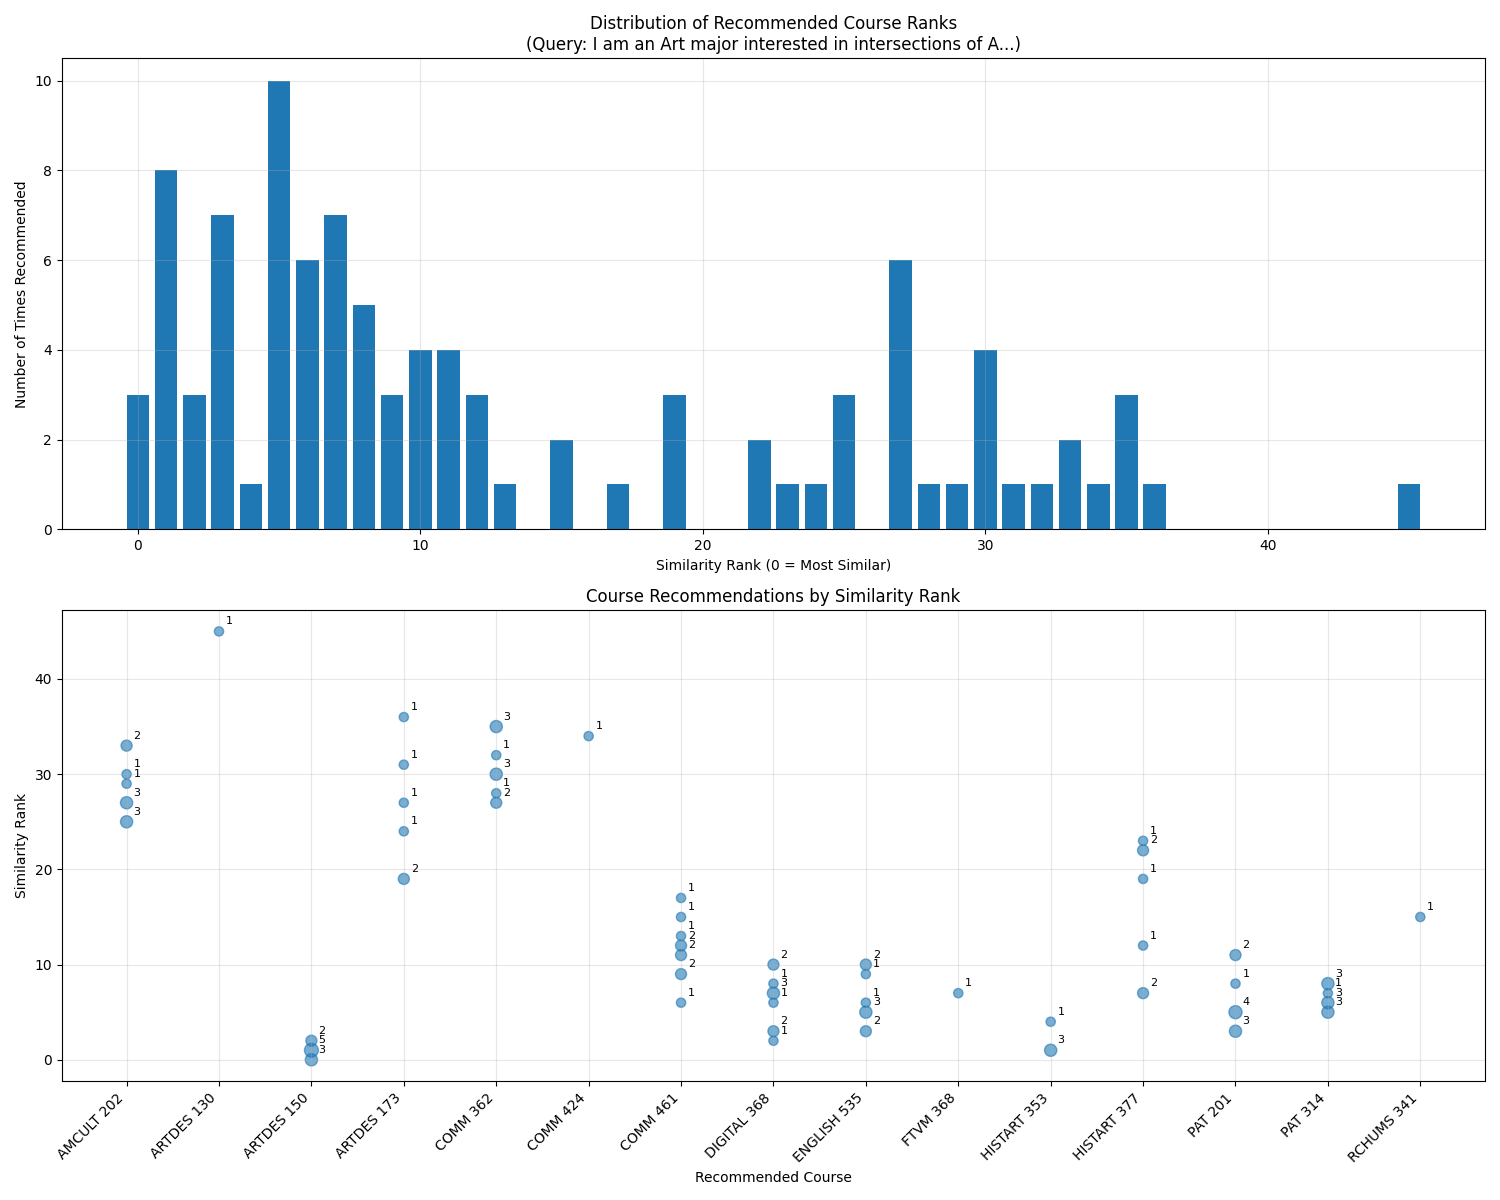 Distribution of Recommended Course Ranks
(Query: I am an Art major interested in intersections of A...)
Number of Times Recommended
10
8
6
4
2
0
0 10 20 30 40
Similarity Rank (0 = Most Similar)
Course Recommendations by Similarity Rank
Similarity Rank
40
30
20
10
0
2
1
1
3
3
1
2
5
3
1
1
1
1
2
3
1
3
1
2
1
1
1
1
2
2
2
1
2
1
3
1
2
1
2
1
1
3
2
1
1
3
1
2
1
1
2
2
1
4
3
3
1
3
3
1
AMCULT 202
ARTDES 130
ARTDES 150
ARTDES 173
COMM 362
COMM 424
COMM 461
DIGITAL 368
ENGLISH 535
FTVM 368
HISTART 353
HISTART 377
PAT 201
PAT 314
RCHUMS 341
Recommended Course